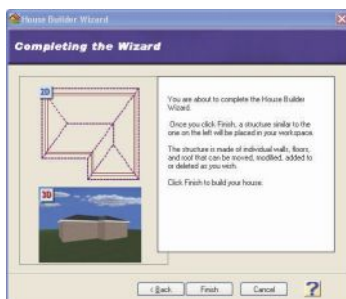 House Builder Wizard
Completing the Wizard
2D
3D
You are about to complete the House Builder
Wizard.
Once you click Finish, a structure similar to the
one on the left will be placed in your workspace.
The structure is made of individual walls, floors,
and roof that can be moved, modified, added to
or deleted as you wish.
Click Finish to build your house.
< Back
Finish
Cancel
?